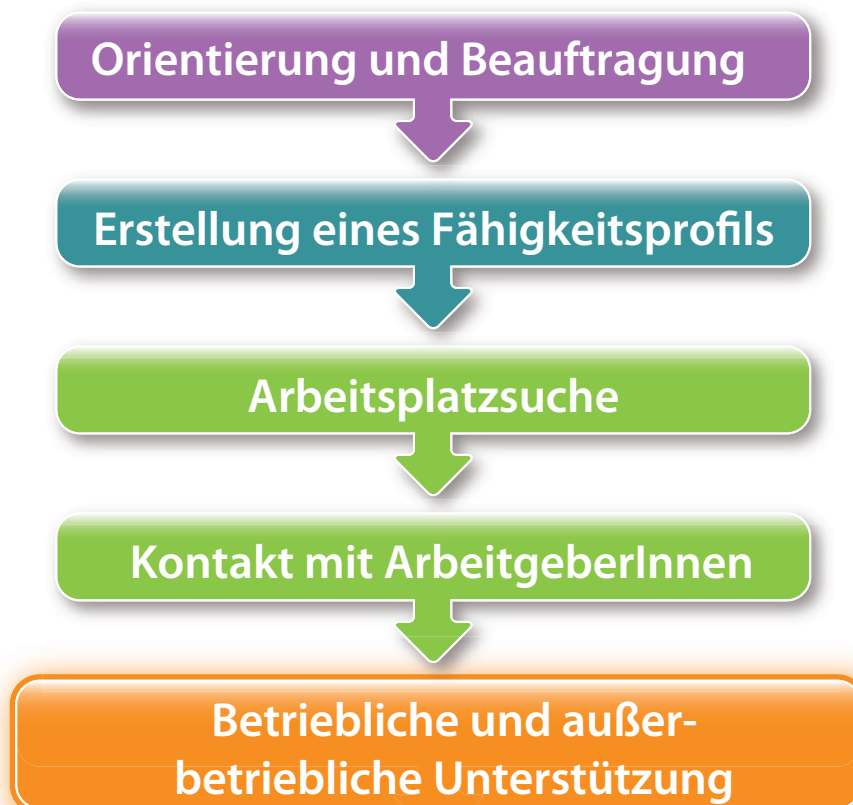 Orientierung und Beauftragung
Erstellung eines Fähigkeitsprofils
Arbeitsplatzsuche
Kontakt mit ArbeitgeberInnen
Betriebliche und außer-
betriebliche Unterstützung